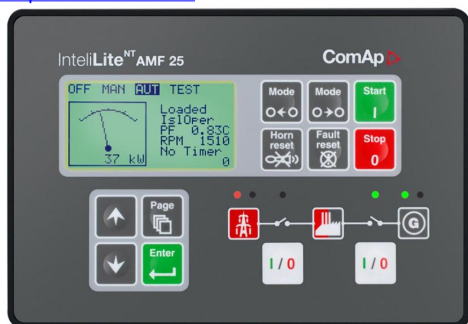 InteliLiteNT AMF 25
ComAp
OFF MAN AUT TEST
Loaded
IslOper
PF 0.83C
RPM 1510
No Timer
0
37 kW
Mode
Mode
Start
I
Horn reset
Fault reset
Stop
0
Page
Enter
G
I / 0
I / 0